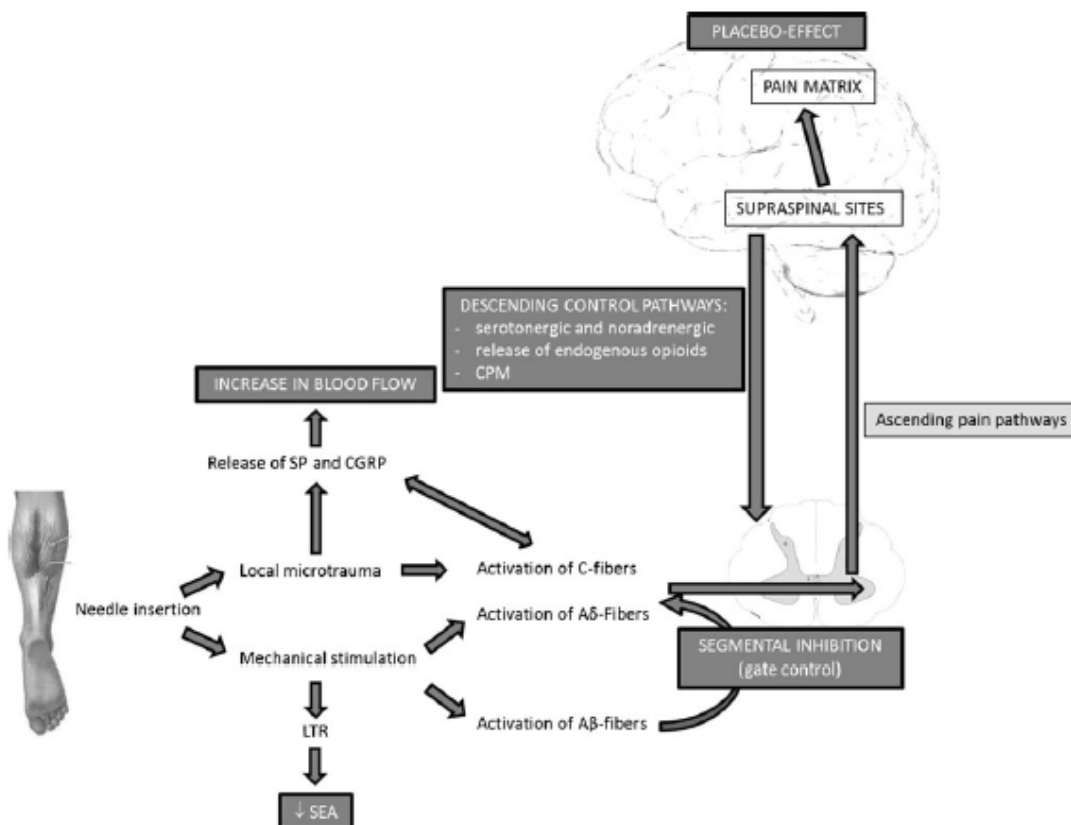 PLACEBO-EFFECT
PAIN MATRIX
SUPRASPINAL SITES
DESCENDING CONTROL PATHWAYS:
- serotonergic and noradrenergic
- release of endogenous opioids
- CPM
INCREASE IN BLOOD FLOW
Ascending pain pathways
Release of SP and CGRP
Local microtrauma
Activation of C-fibers
Needle insertion
Activation of Aδ-Fibers
Mechanical stimulation
SEGMENTAL INHIBITION
(gate control)
Activation of Aβ-fibers
LTR
↓ SEA